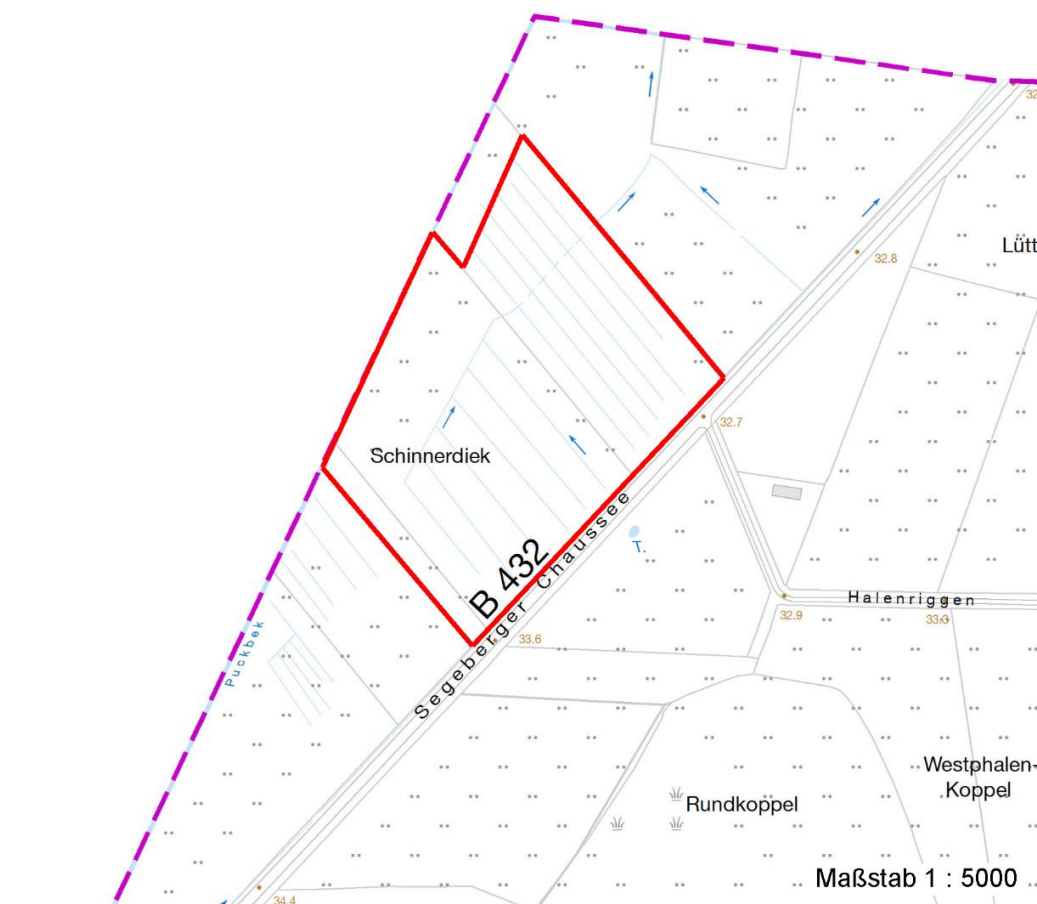 32
Lütt
32.8
32.7
Schinnerdiek
B 432
Segeberger Chaussee
T.
Halenriggen
32.9
33.0
33.6
Puckbek
Westphalen-
Koppel
Rundkoppel
Maßstab 1 : 5000
34.4